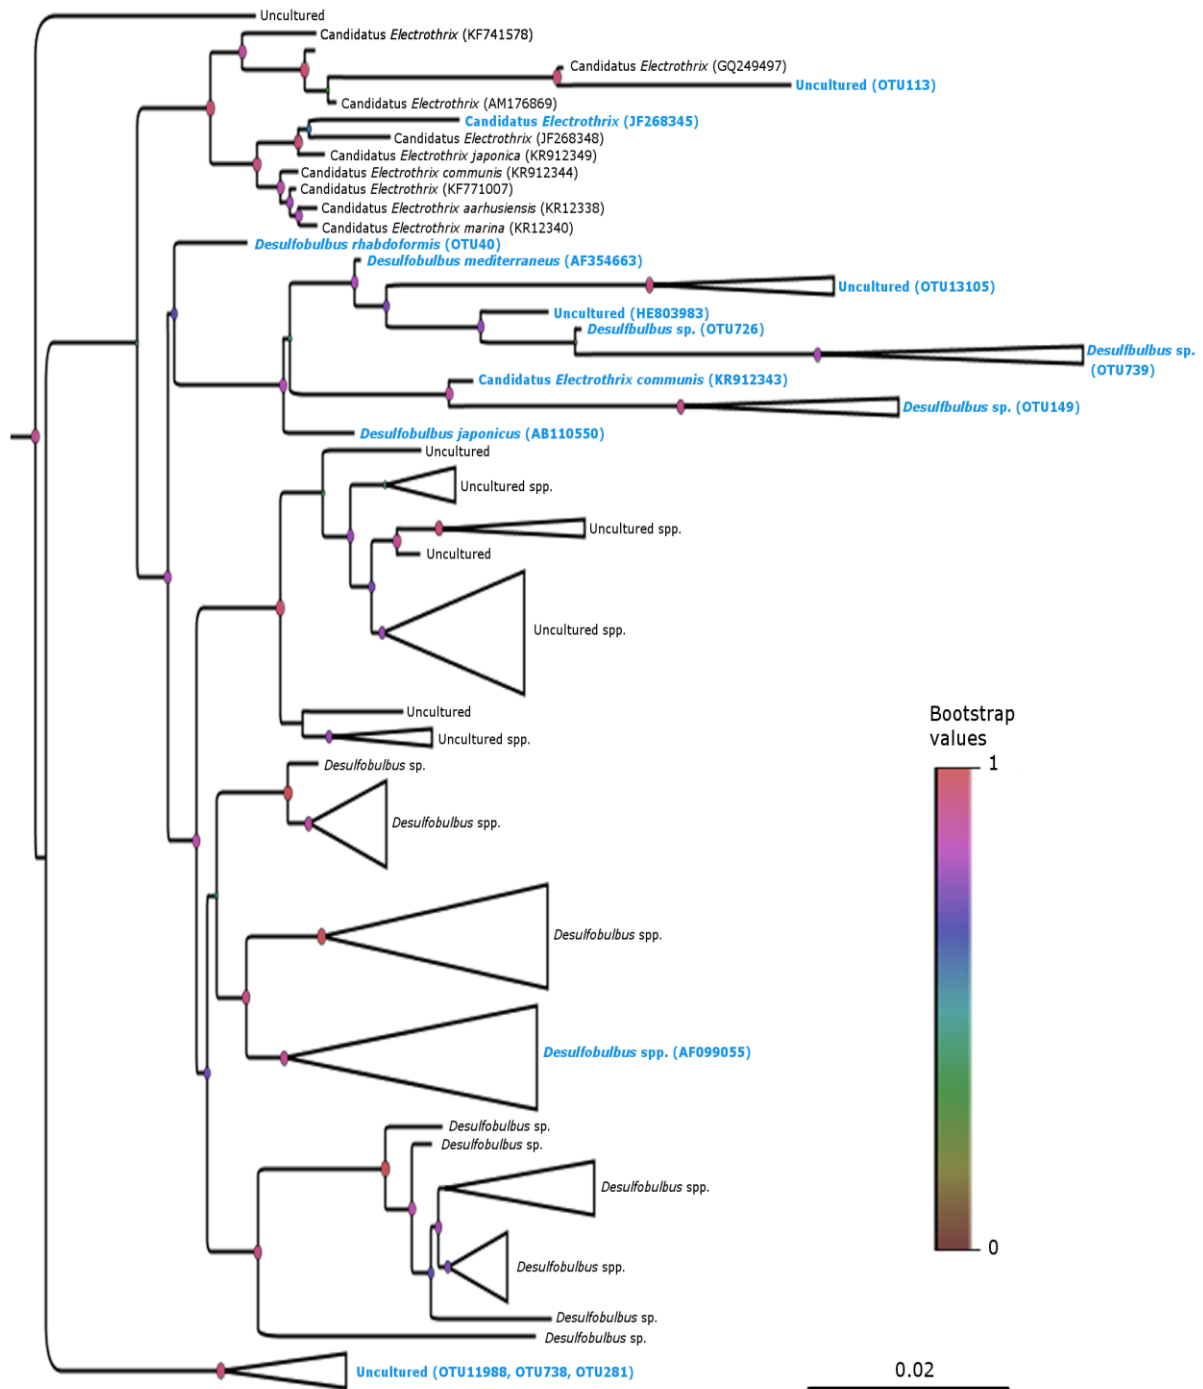 Uncultured
Candidatus Electrothrix (KF741578)
Candidatus Electrothrix (GQ249497)
Uncultured (OTU113)
Candidatus Electrothrix (AM176869)
Candidatus Electrothrix (JF268345)
Candidatus Electrothrix (JF268348)
Candidatus Electrothrix japonica (KR912349)
Candidatus Electrothrix communis (KR912344)
Candidatus Electrothrix (KF771007)
Candidatus Electrothrix aarhusiensis (KR12338)
Candidatus Electrothrix marina (KR12340)
Desulfobulbus rhabdoformis (OTU40)
Desulfobulbus mediterraneus (AF354663)
Uncultured (OTU13105)
Uncultured (HE803983)
Desulfbulbus sp. (OTU726)
Desulfbulbus sp.
(OTU739)
Candidatus Electrothrix communis (KR912343)
Desulfbulbus sp. (OTU149)
Desulfobulbus japonicus (AB110550)
Uncultured
Uncultured spp.
Uncultured spp.
Uncultured
Uncultured spp.
Uncultured
Uncultured spp.
Desulfobulbus sp.
Desulfobulbus spp.
Desulfobulbus spp.
Desulfobulbus spp. (AF099055)
Desulfobulbus sp.
Desulfobulbus sp.
Desulfobulbus spp.
Desulfobulbus spp.
Desulfobulbus sp.
Desulfobulbus sp.
Uncultured (OTU11988, OTU738, OTU281)
Bootstrap
values
1
0
0.02